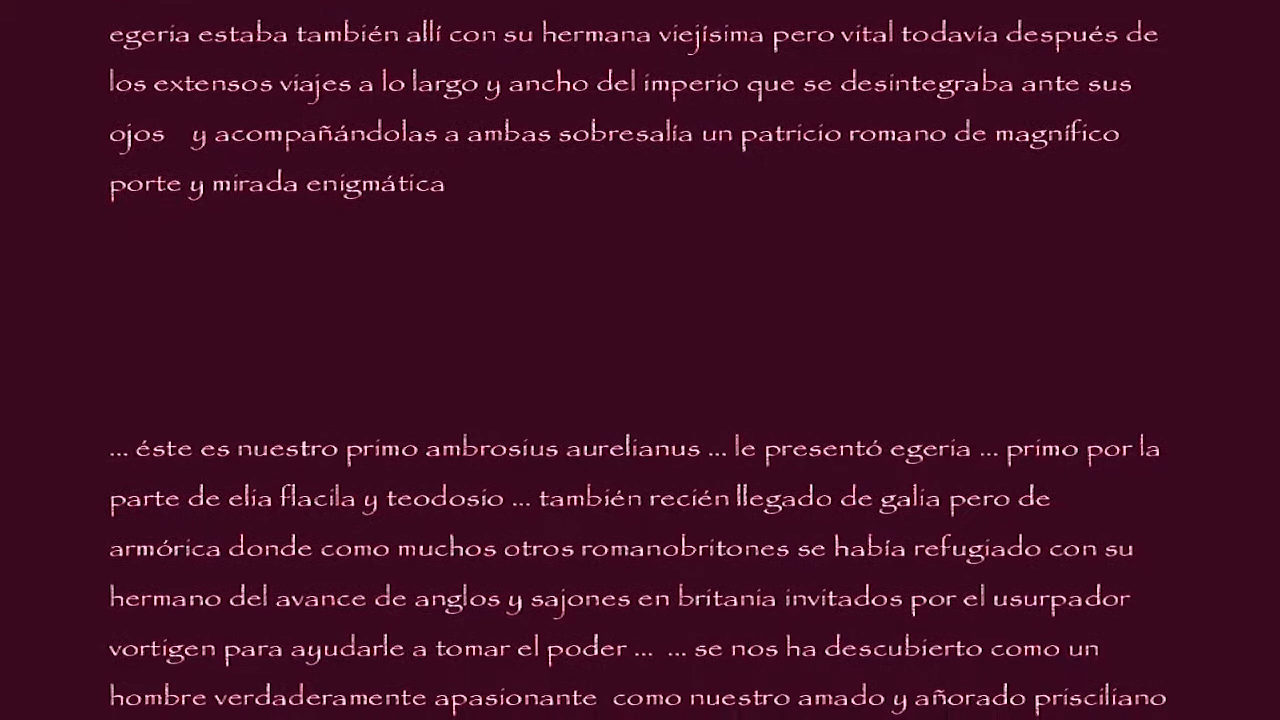 egeria estaba también allí con su hermana viejísima pero vital todavía después de
los extensos viajes a lo largo y ancho del imperio que se desintegraba ante sus
ojos y acompañándolas a ambas sobresalía un patricio romano de magnífico
porte y mirada enigmática
... éste es nuestro primo ambrosius aurelianus ... le presentó egeria ... primo por la
parte de elia flacila y teodosio ... también recién llegado de galia pero de
armórica donde como muchos otros romanobritones se había refugiado con su
hermano del avance de anglos y sajones en britania invitados por el usurpador
vortigen para ayudarle a tomar el poder ... ... se nos ha descubierto como un
hombre verdaderamente apasionante como nuestro amado y añorado prisciliano